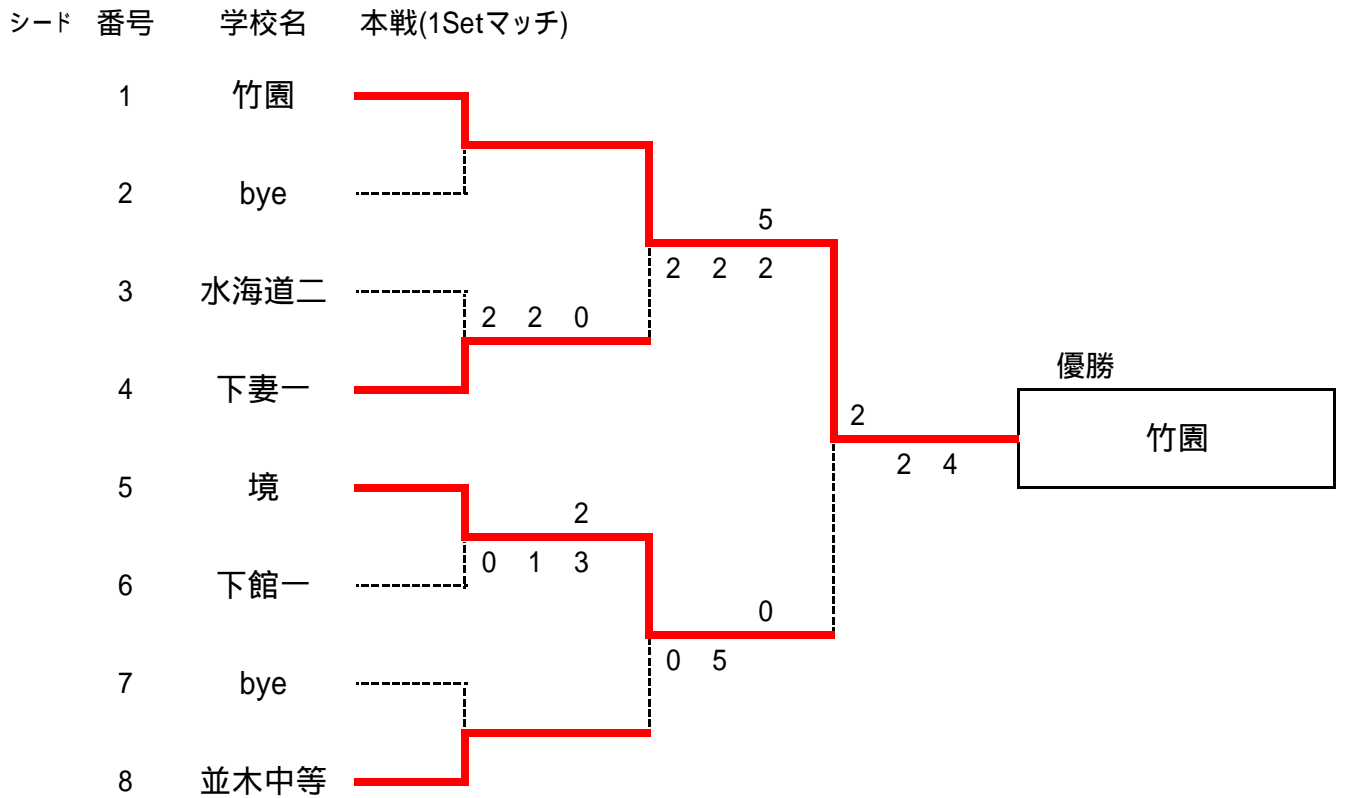 シード 番号 学校名 本戦(1Setマッチ)
1 竹園
2 bye
5
2 2 2
3 水海道二
2 2 0
優勝
4 下妻一
2
竹園
2 4
5 境
2
0 1 3
6 下館一
0
0 5
7 bye
8 並木中等